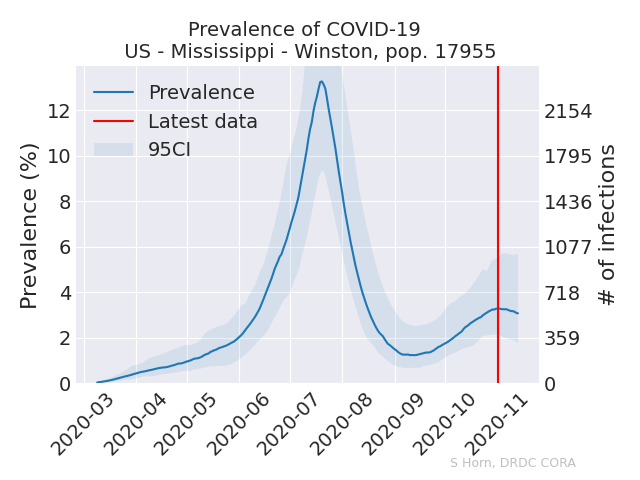 Prevalence of COVID-19
US - Mississippi - Winston, pop. 17955
Prevalence
Latest data
95CI
Prevalence (%)
12
10
8
6
4
2
0
2154
1795
1436
1077
718
359
0
# of infections
2020-03
2020-04
2020-05
2020-06
2020-07
2020-08
2020-09
2020-10
2020-11
S Horn, DRDC CORA